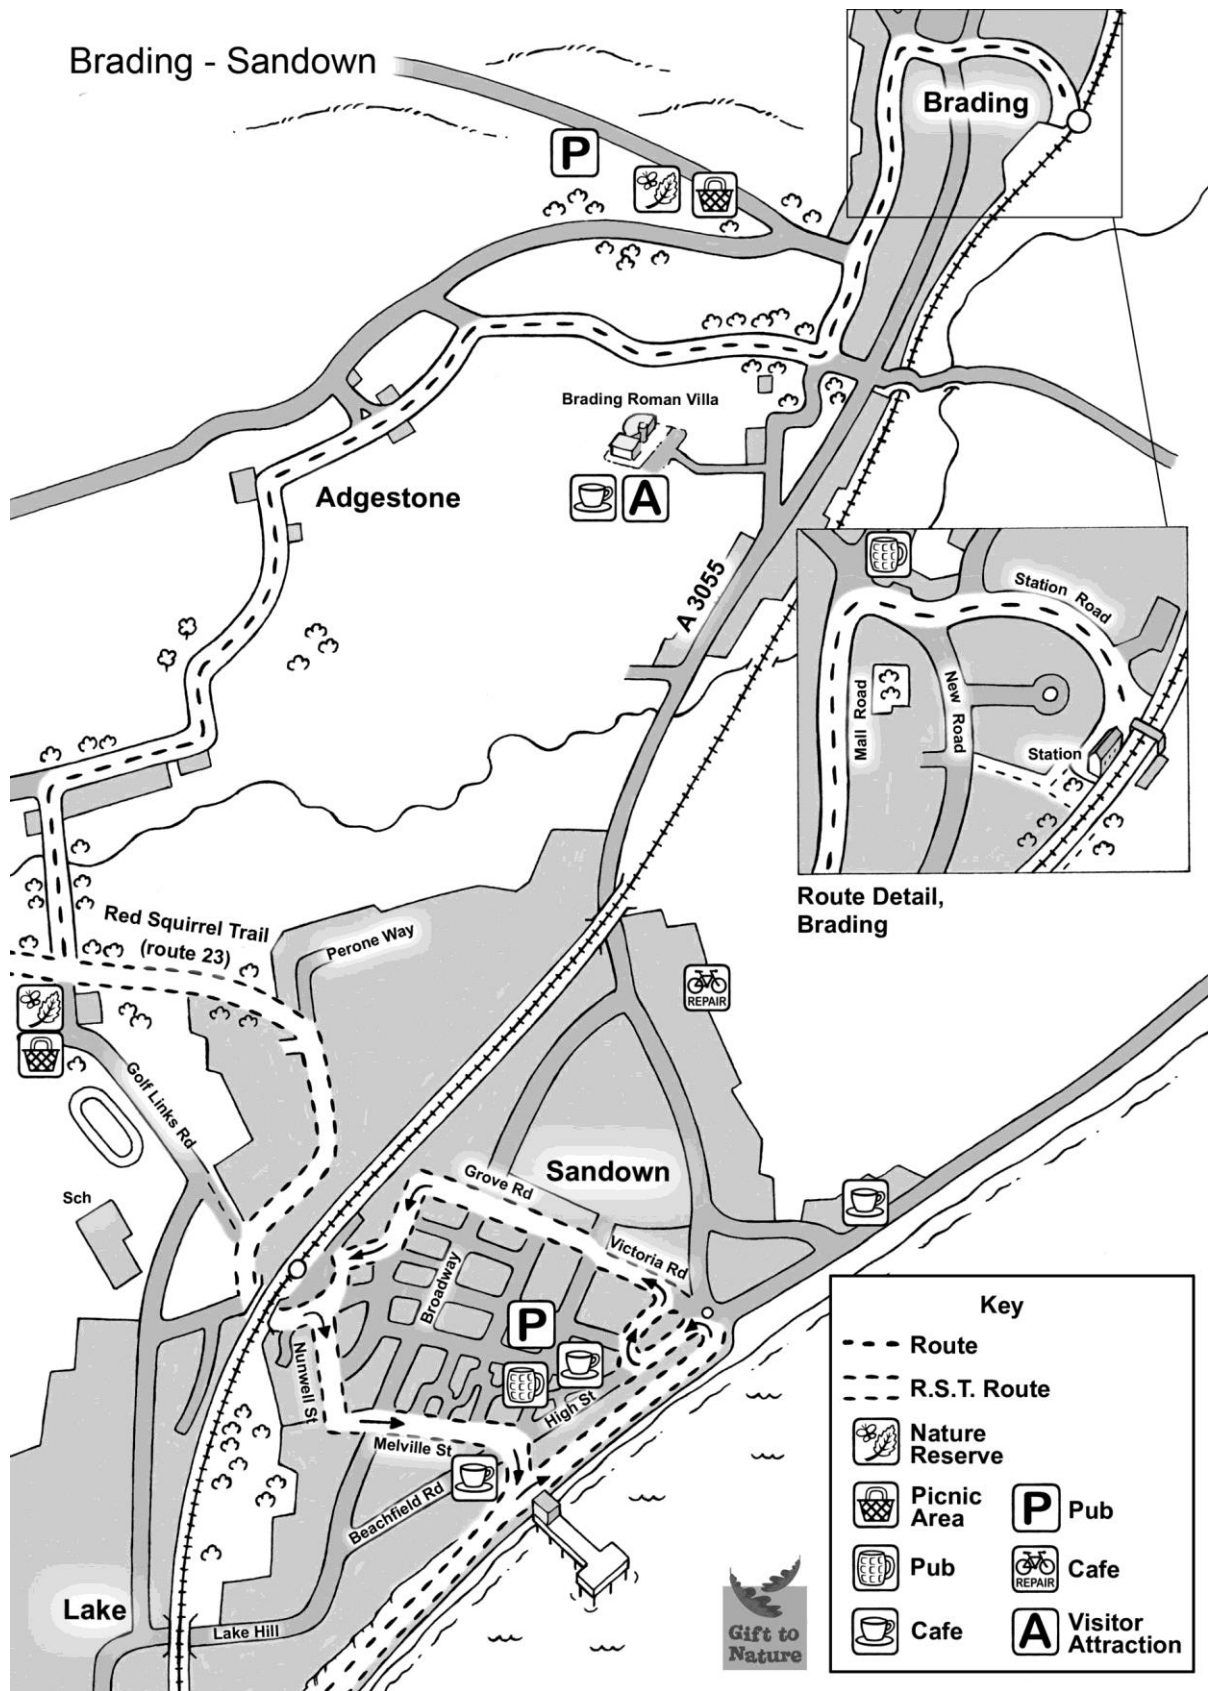 Brading - Sandown
Brading
P
Brading Roman Villa
A
Adgestone
A 3055
Station Road
Mall Road
New Road
Station
Route Detail,
Brading
Red Squirrel Trail
(route 23)
Perone Way
REPAIR
Golf Links Rd
Sch
Sandown
Grove Rd
Victoria Rd
Broadway
P
Nunwell St
High St
Melville St
Beachfield Rd
Lake
Lake Hill
Gift to
Nature
Key
Route
R.S.T. Route
Nature
Reserve
Picnic
Area
P Pub
Pub
REPAIR Cafe
Cafe
A Visitor
Attraction